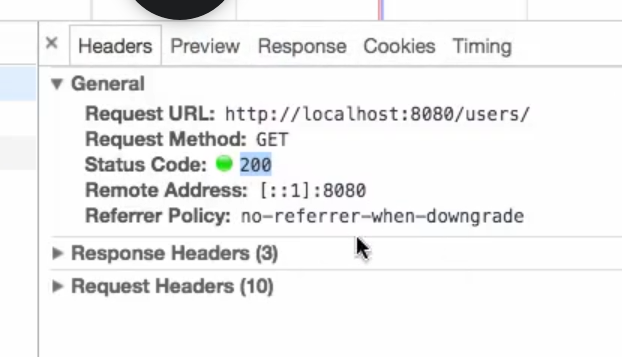 × Headers Preview Response Cookies Timing
▼ General
Request URL: http://localhost:8080/users/
Request Method: GET
Status Code: 200
Remote Address: [::1]:8080
Referrer Policy: no-referrer-when-downgrade
▶ Response Headers (3)
▶ Request Headers (10)